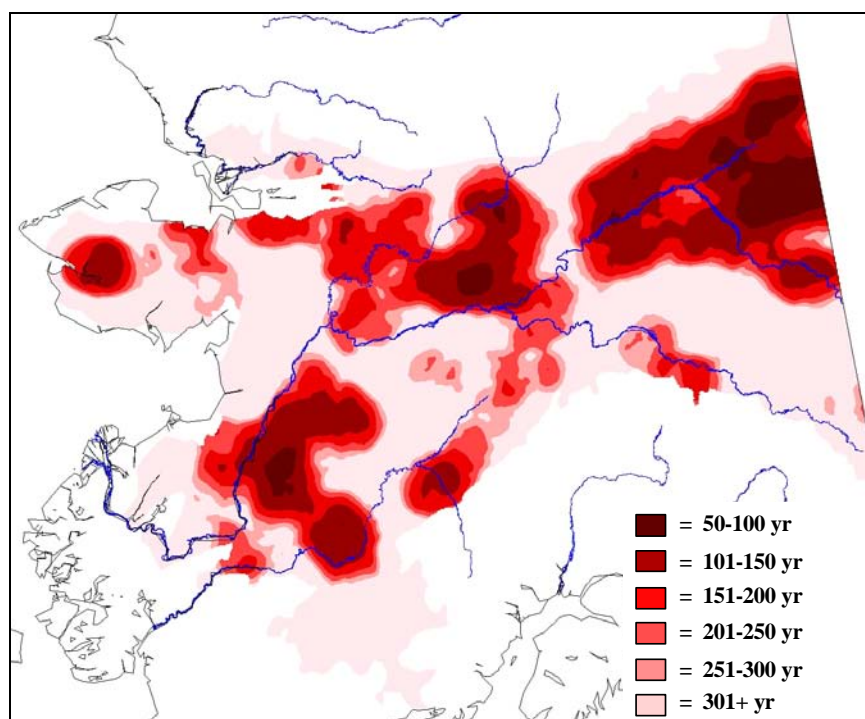 = 50-100 yr
= 101-150 yr
= 151-200 yr
= 201-250 yr
= 251-300 yr
= 301+ yr